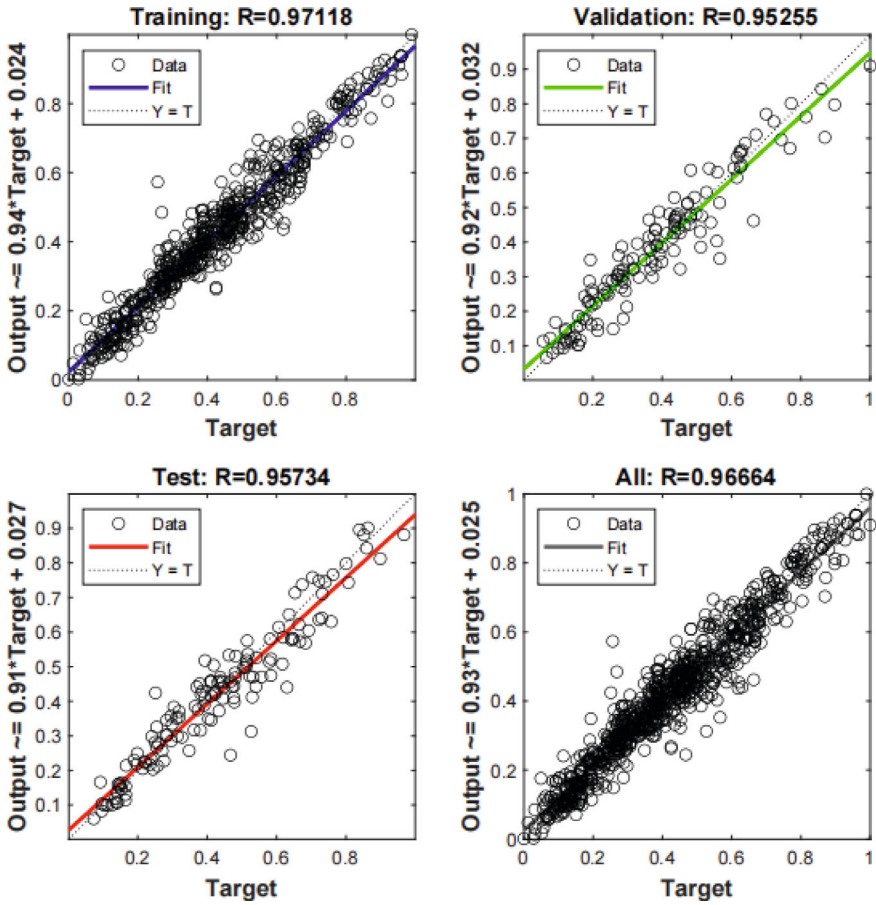 Training: R=0.97118
Output ~= 0.94*Target + 0.024
Data
Fit
Y = T
0.8
0.6
0.4
0.2
0
0 0.2 0.4 0.6 0.8
Target
Validation: R=0.95255
Output ~= 0.92*Target + 0.032
Data
Fit
Y = T
0.9
0.8
0.7
0.6
0.5
0.4
0.3
0.2
0.1
0.2 0.4 0.6 0.8 1
Target
Test: R=0.95734
Output ~= 0.91*Target + 0.027
Data
Fit
Y = T
0.9
0.8
0.7
0.6
0.5
0.4
0.3
0.2
0.1
0.2 0.4 0.6 0.8
Target
All: R=0.96664
Output ~= 0.93*Target + 0.025
Data
Fit
Y = T
1
0.8
0.6
0.4
0.2
0
0 0.2 0.4 0.6 0.8 1
Target